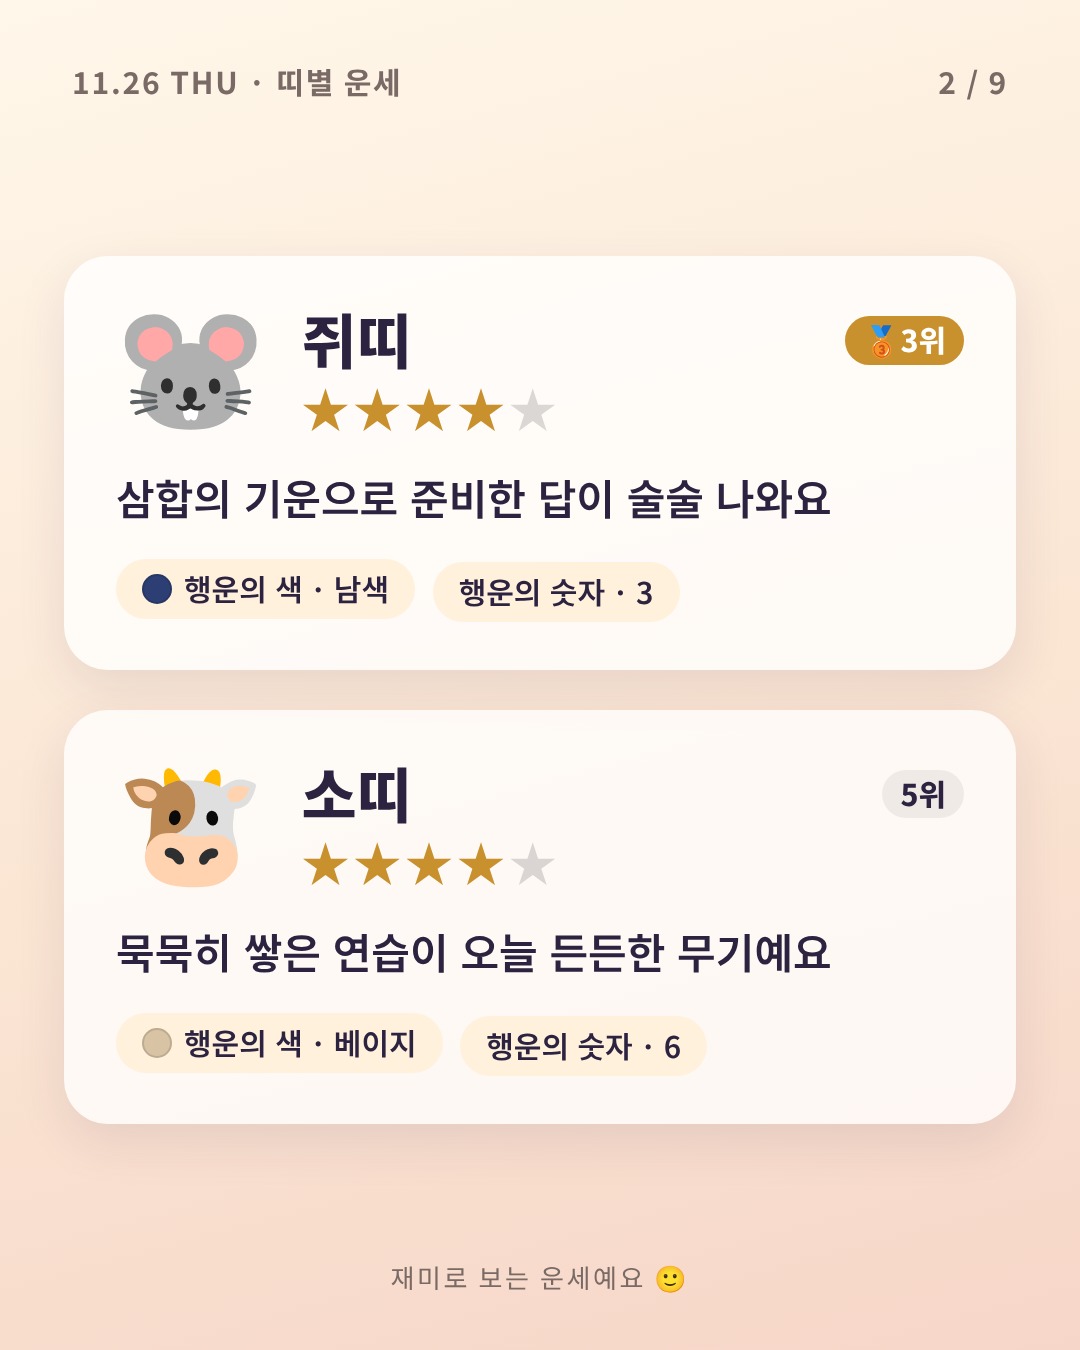 11.26 THU · 띠별 운세
2 / 9
쥐띠
🥉 3위
★★★★★
삼합의 기운으로 준비한 답이 술술 나와요
행운의 색 · 남색
행운의 숫자 · 3
소띠
5위
★★★★★
묵묵히 쌓은 연습이 오늘 든든한 무기예요
행운의 색 · 베이지
행운의 숫자 · 6
재미로 보는 운세예요 🙂